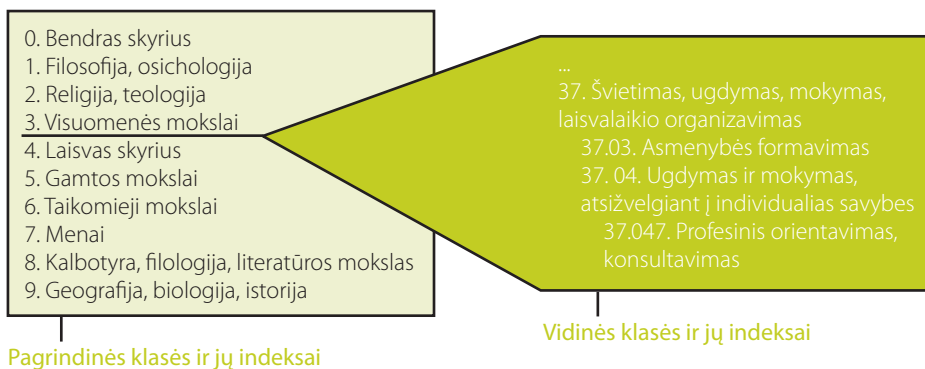 0. Bendras skyrius
1. Filosofija, osichologija
2. Religija, teologija
3. Visuomenės mokslai
4. Laisvas skyrius
5. Gamtos mokslai
6. Taikomieji mokslai
7. Menai
8. Kalbotyra, filologija, literatūros mokslas
9. Geografija, biologija, istorija
Pagrindinės klasės ir jų indeksai
...
37. Švietimas, ugdymas, mokymas,
laisvalaikio organizavimas
37.03. Asmenybės formavimas
37. 04. Ugdymas ir mokymas,
atsižvelgiant į individualias savybes
37.047. Profesinis orientavimas,
konsultavimas
Vidinės klasės ir jų indeksai